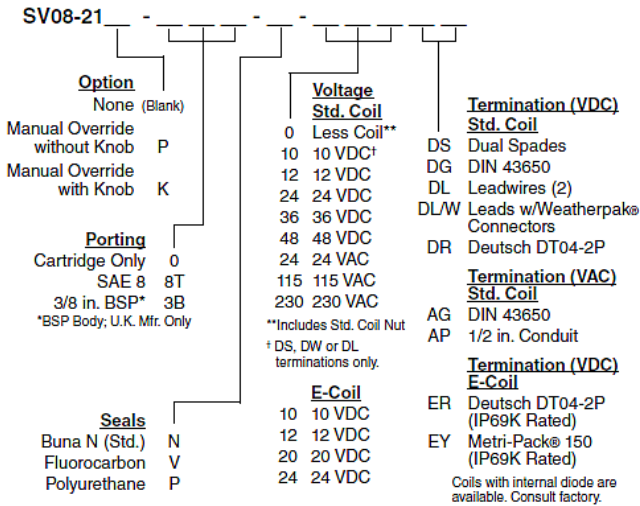 SV08-21__ - ___ - _ - ___ __
Option
None (Blank)
Manual Override
without Knob P
Manual Override
with Knob K
Porting
Cartridge Only 0
SAE 8 8T
3/8 in. BSP* 3B
*BSP Body; U.K. Mfr. Only
Seals
Buna N (Std.) N
Fluorocarbon V
Polyurethane P
Voltage
Std. Coil
0 Less Coil**
10 10 VDC†
12 12 VDC
24 24 VDC
36 36 VDC
48 48 VDC
24 24 VAC
115 115 VAC
230 230 VAC
**Includes Std. Coil Nut
† DS, DW or DL
terminations only.
E-Coil
10 10 VDC
12 12 VDC
20 20 VDC
24 24 VDC
Termination (VDC)
Std. Coil
DS Dual Spades
DG DIN 43650
DL Leadwires (2)
DL/W Leads w/Weatherpak®
Connectors
DR Deutsch DT04-2P
Termination (VAC)
Std. Coil
AG DIN 43650
AP 1/2 in. Conduit
Termination (VDC)
E-Coil
ER Deutsch DT04-2P
(IP69K Rated)
EY Metri-Pack® 150
(IP69K Rated)
Coils with internal diode are
available. Consult factory.